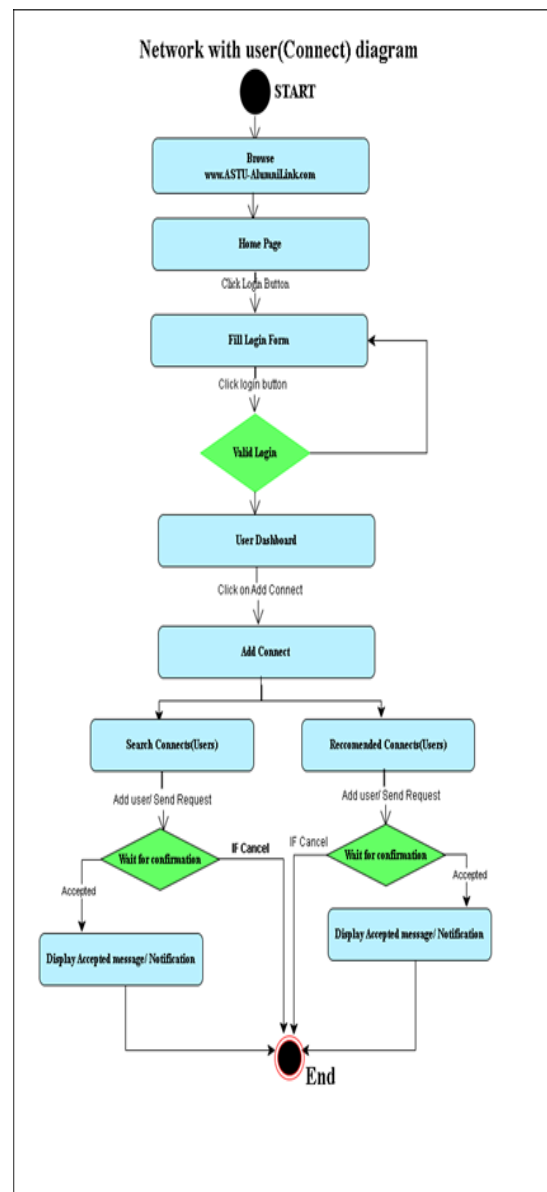 Network with user(Connect) diagram
START
Browse
www.ASTU-AlumniLink.com
Home Page
Click Login Button
Fill Login Form
Click login button
Valid Login
User Dashboard
Click on Add Connect
Add Connect
Search Connects(Users)
Reccomended Connects(Users)
Add user/ Send Request
Add user/ Send Request
Wait for confirmation
IF Cancel
IF Cancel
Wait for confirmation
Accepted
Accepted
Display Accepted message/ Notification
Display Accepted message/ Notification
End